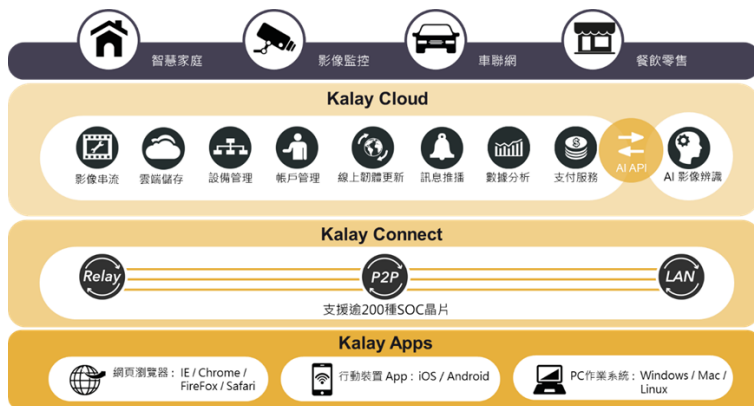 智慧家庭
影像監控
車聯網
餐飲零售
Kalay Cloud
影像串流
雲端儲存
設備管理
帳戶管理
線上韌體更新
訊息推播
數據分析
支付服務
AI API
AI 影像辨識
Kalay Connect
Relay
P2P
LAN
支援逾200種SOC晶片
Kalay Apps
網頁瀏覽器：IE / Chrome /
FireFox / Safari
行動裝置 App：iOS / Android
PC作業系統：Windows / Mac /
Linux